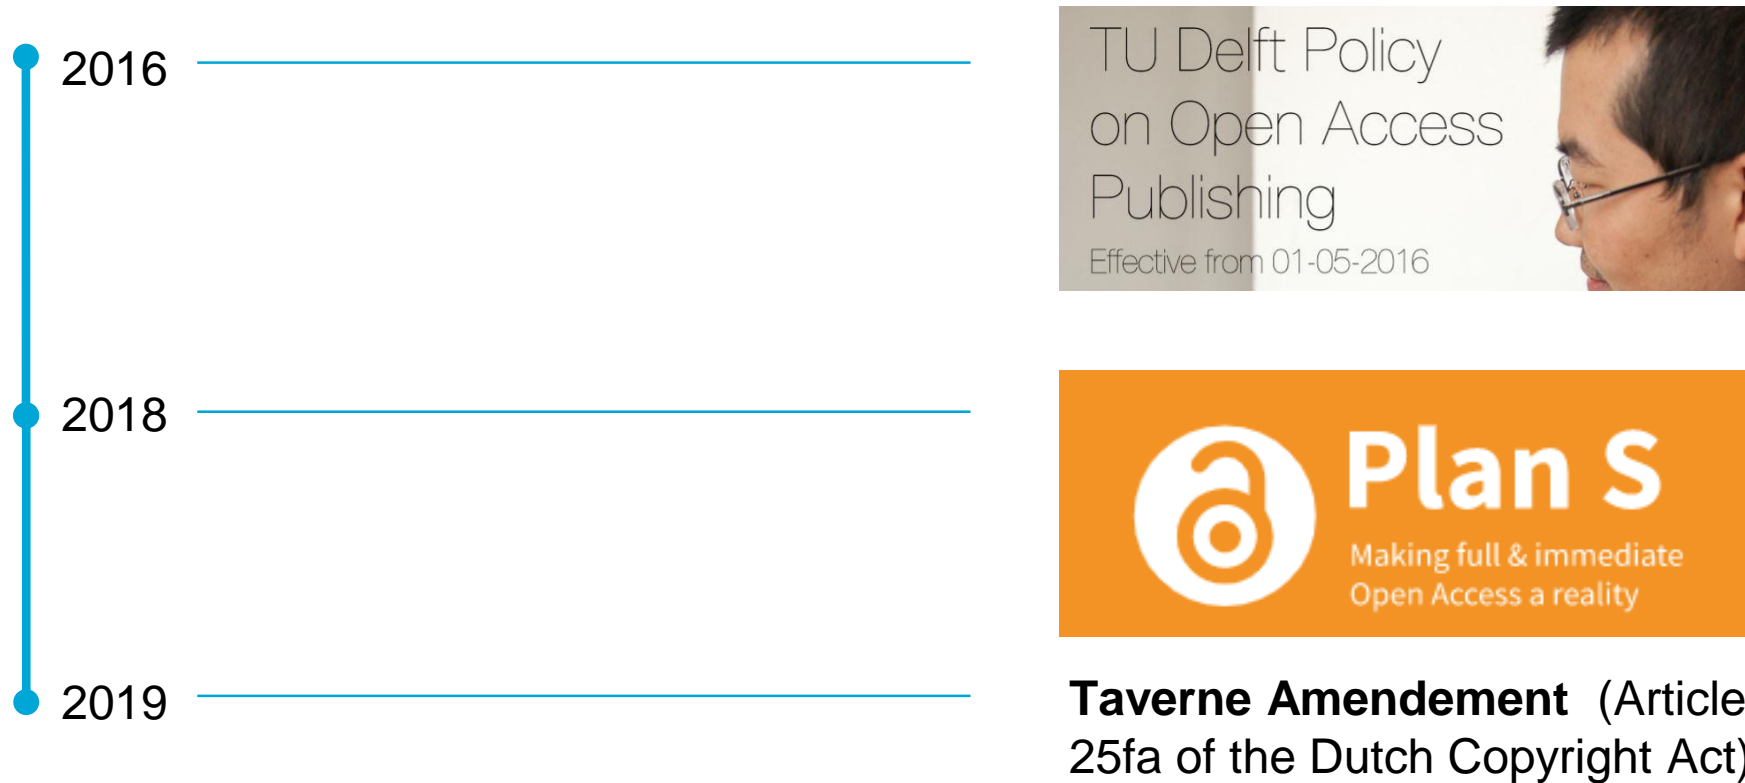 2016
TU Delft Policy
on Open Access
Publishing
Effective from 01-05-2016
2018
Plan S
Making full & immediate
Open Access a reality
2019
Taverne Amendement (Article
25fa of the Dutch Copyright Act)